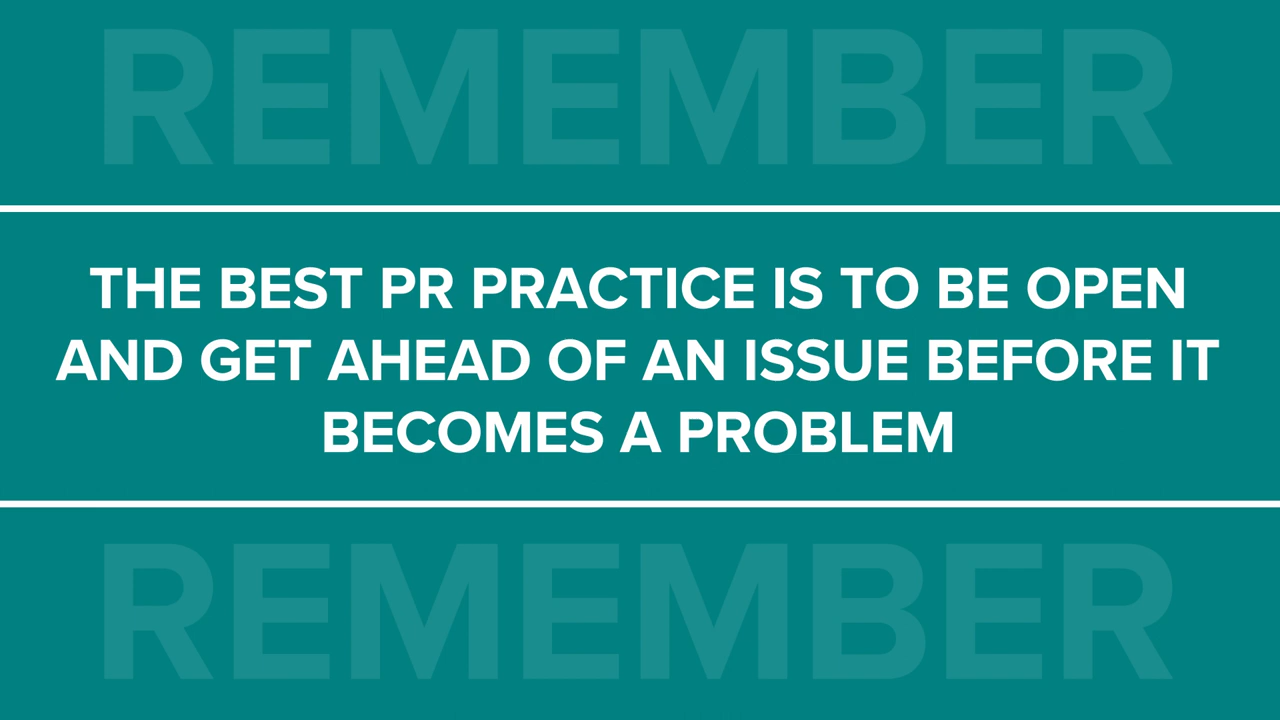 REMEMBER
THE BEST PR PRACTICE IS TO BE OPEN
AND GET AHEAD OF AN ISSUE BEFORE IT
BECOMES A PROBLEM
REMEMBER